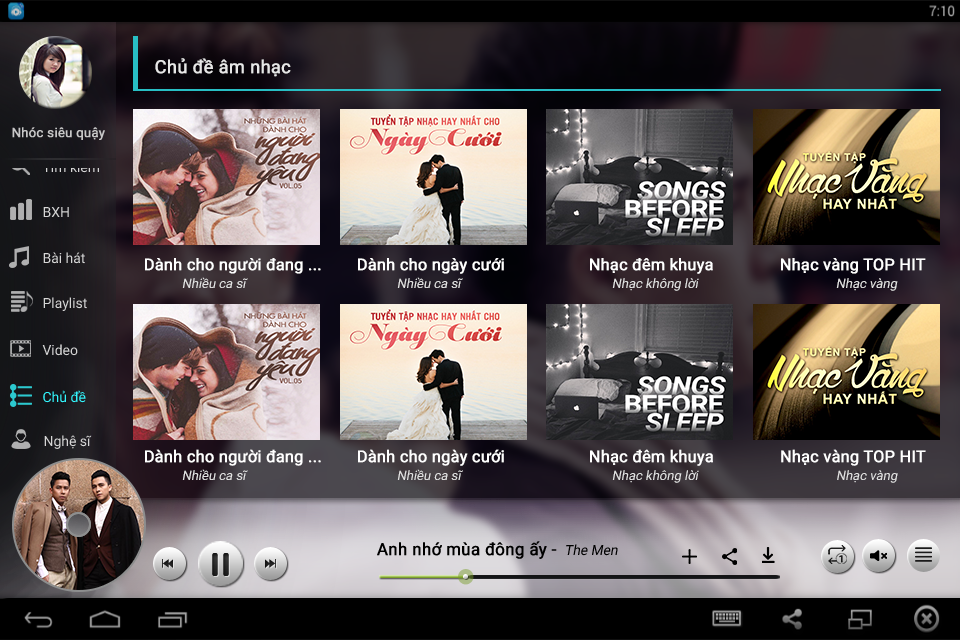 7:10
Chủ đề âm nhạc
Nhóc siêu quậy
Tìm kiếm
BXH
Bài hát
Playlist
Video
Chủ đề
Nghệ sĩ
NHỮNG BÀI HÁT
DÀNH CHO
người
đang
yêu
VOL.05
TUYỂN TẬP NHẠC HAY NHẤT CHO
Ngày Cưới
SONGS
BEFORE
SLEEP
TUYỂN TẬP
Nhạc Vàng
HAY NHẤT
Dành cho người đang ...
Nhiều ca sĩ
Dành cho ngày cưới
Nhiều ca sĩ
Nhạc đêm khuya
Nhạc không lời
Nhạc vàng TOP HIT
Nhạc vàng
NHỮNG BÀI HÁT
DÀNH CHO
người
đang
yêu
VOL.05
TUYỂN TẬP NHẠC HAY NHẤT CHO
Ngày Cưới
SONGS
BEFORE
SLEEP
TUYỂN TẬP
Nhạc Vàng
HAY NHẤT
Dành cho người đang ...
Nhiều ca sĩ
Dành cho ngày cưới
Nhiều ca sĩ
Nhạc đêm khuya
Nhạc không lời
Nhạc vàng TOP HIT
Nhạc vàng
Anh nhớ mùa đông ấy - The Men
1